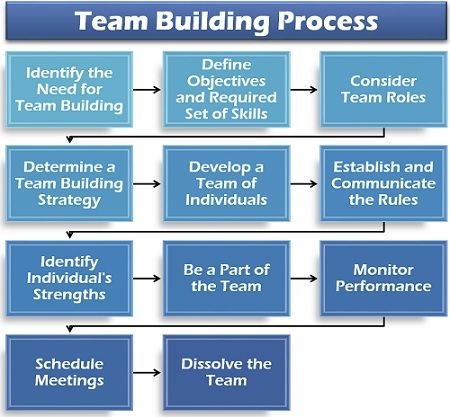 Team Building Process
Identify the
Need for
Team Building
Define
Objectives
and Required
Set of Skills
Consider
Team Roles
Determine a
Team Building
Strategy
Develop a
Team of
Individuals
Establish and
Communicate
the Rules
Identify
Individual's
Strengths
Be a Part of
the Team
Monitor
Performance
Schedule
Meetings
Dissolve the
Team